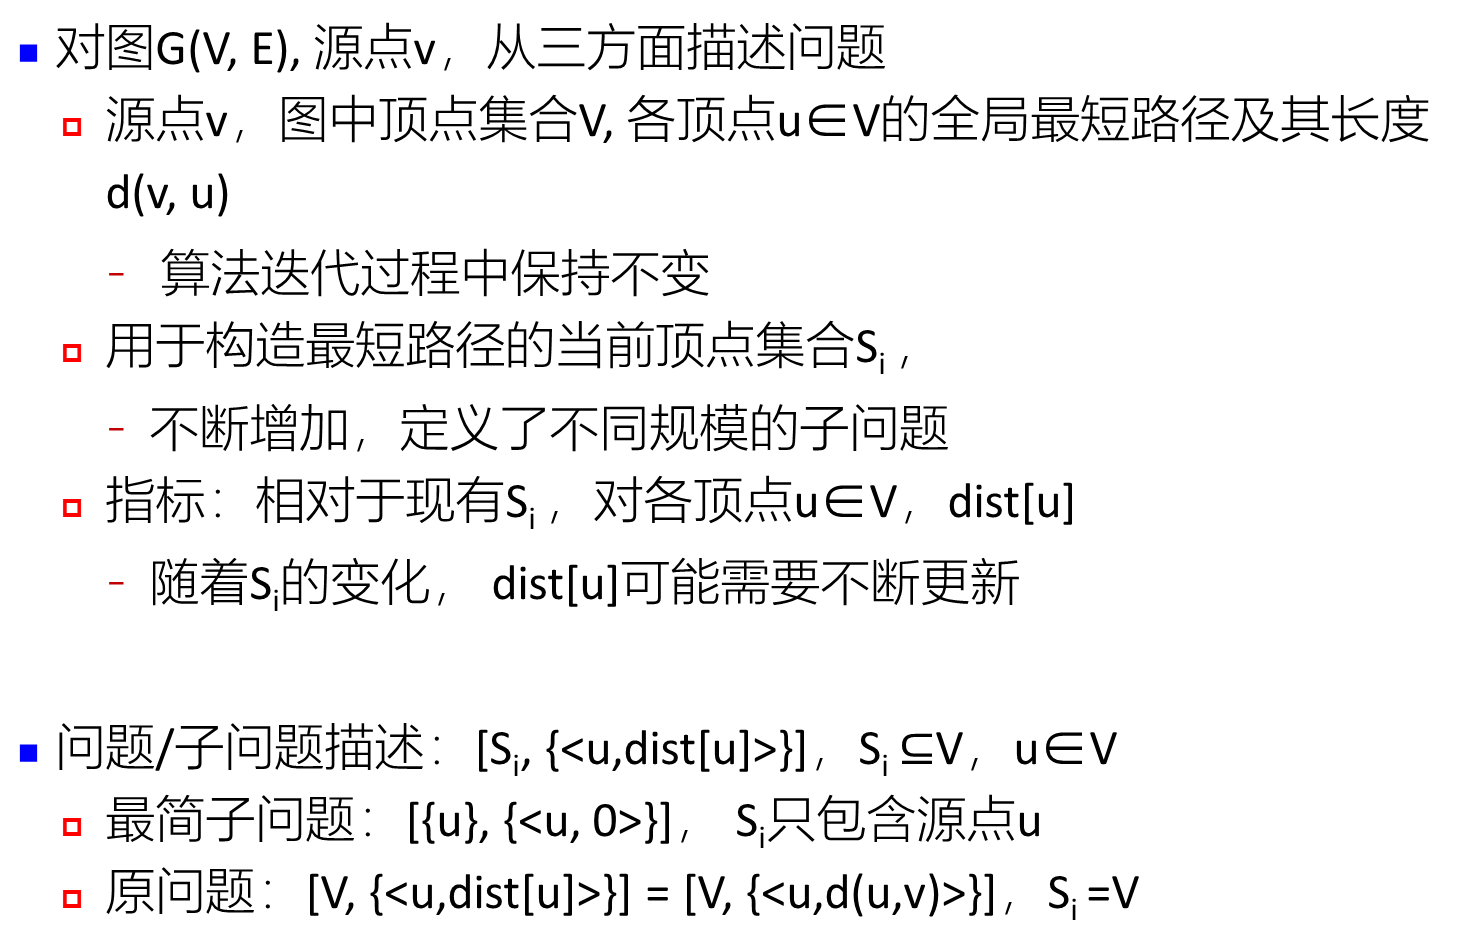 对图G(V, E), 源点v，从三方面描述问题
源点v，图中顶点集合V, 各顶点u∈V的全局最短路径及其长度
d(v, u)
- 算法迭代过程中保持不变
用于构造最短路径的当前顶点集合Si，
- 不断增加，定义了不同规模的子问题
指标：相对于现有Si，对各顶点u∈V，dist[u]
- 随着Si的变化， dist[u]可能需要不断更新
问题/子问题描述：[Si, {<u,dist[u]>}]，Si ⊆V，u∈V
最简子问题：[{u}, {<u, 0>}]， Si只包含源点u
原问题：[V, {<u,dist[u]>}] = [V, {<u,d(u,v)>}]，Si =V